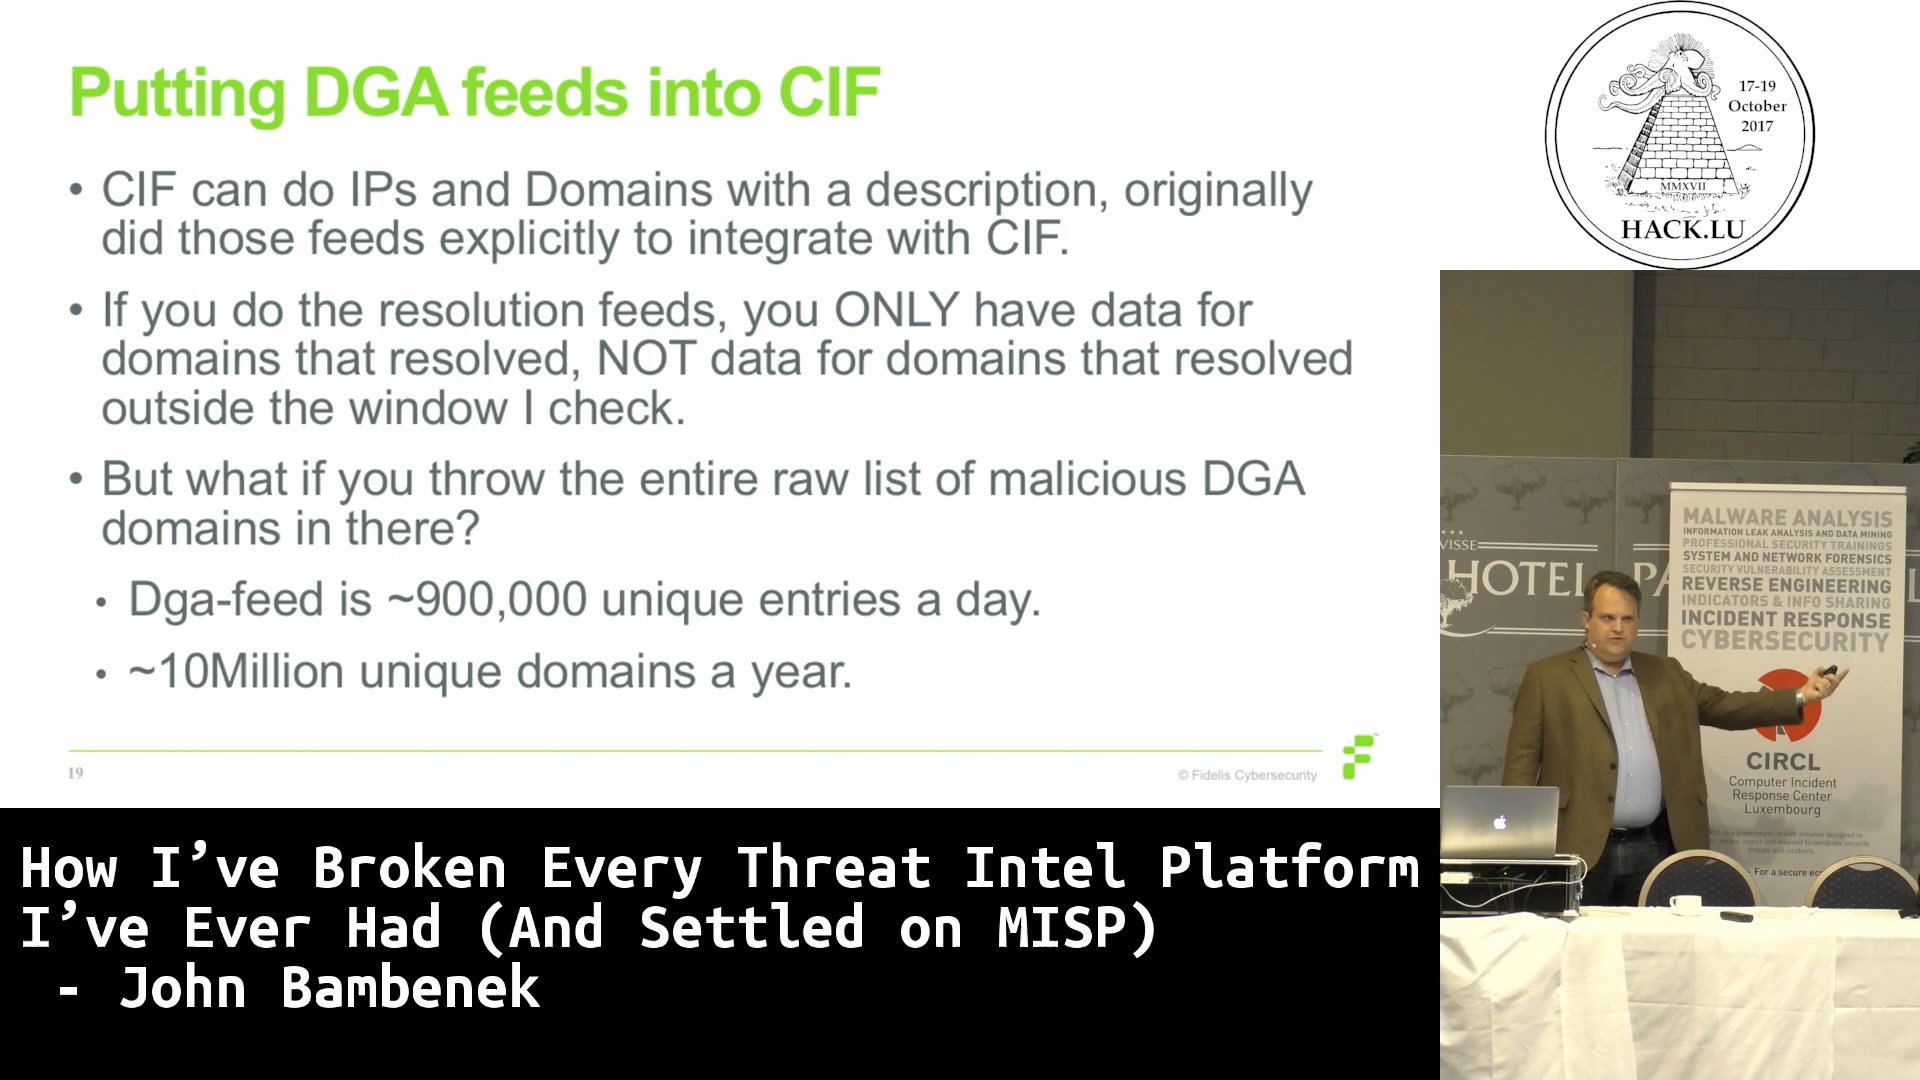 Putting DGA feeds into CIF
• CIF can do IPs and Domains with a description, originally
did those feeds explicitly to integrate with CIF.
• If you do the resolution feeds, you ONLY have data for
domains that resolved, NOT data for domains that resolved
outside the window I check.
• But what if you throw the entire raw list of malicious DGA
domains in there?
• Dga-feed is ~900,000 unique entries a day.
• ~10Million unique domains a year.
19
© Fidelis Cybersecurity
17-19
October
2017
MMXVII
HACK.LU
VISSE
HOTEL PA
MALWARE ANALYSIS
INFORMATION LEAK ANALYSIS AND DATA MINING
PROFESSIONAL SECURITY TRAININGS
SYSTEM AND NETWORK FORENSICS
SECURITY VULNERABILITY ASSESSMENT
REVERSE ENGINEERING
INDICATORS & INFO SHARING
INCIDENT RESPONSE
CYBERSECURITY
CIRCL
Computer Incident
Response Center
Luxembourg
How I’ve Broken Every Threat Intel Platform
I’ve Ever Had (And Settled on MISP)
- John Bambenek